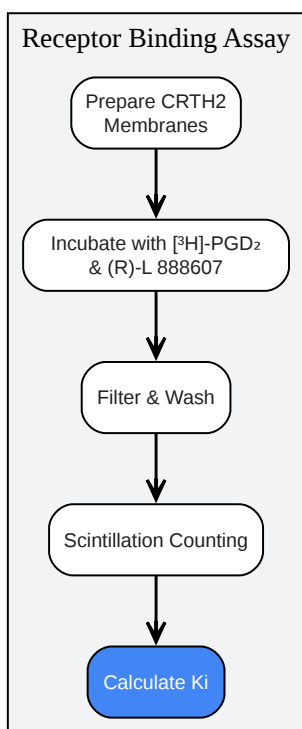 Receptor Binding Assay
Prepare CRTH2
Membranes
Incubate with [³H]-PGD₂
& (R)-L 888607
Filter & Wash
Scintillation Counting
Calculate Ki